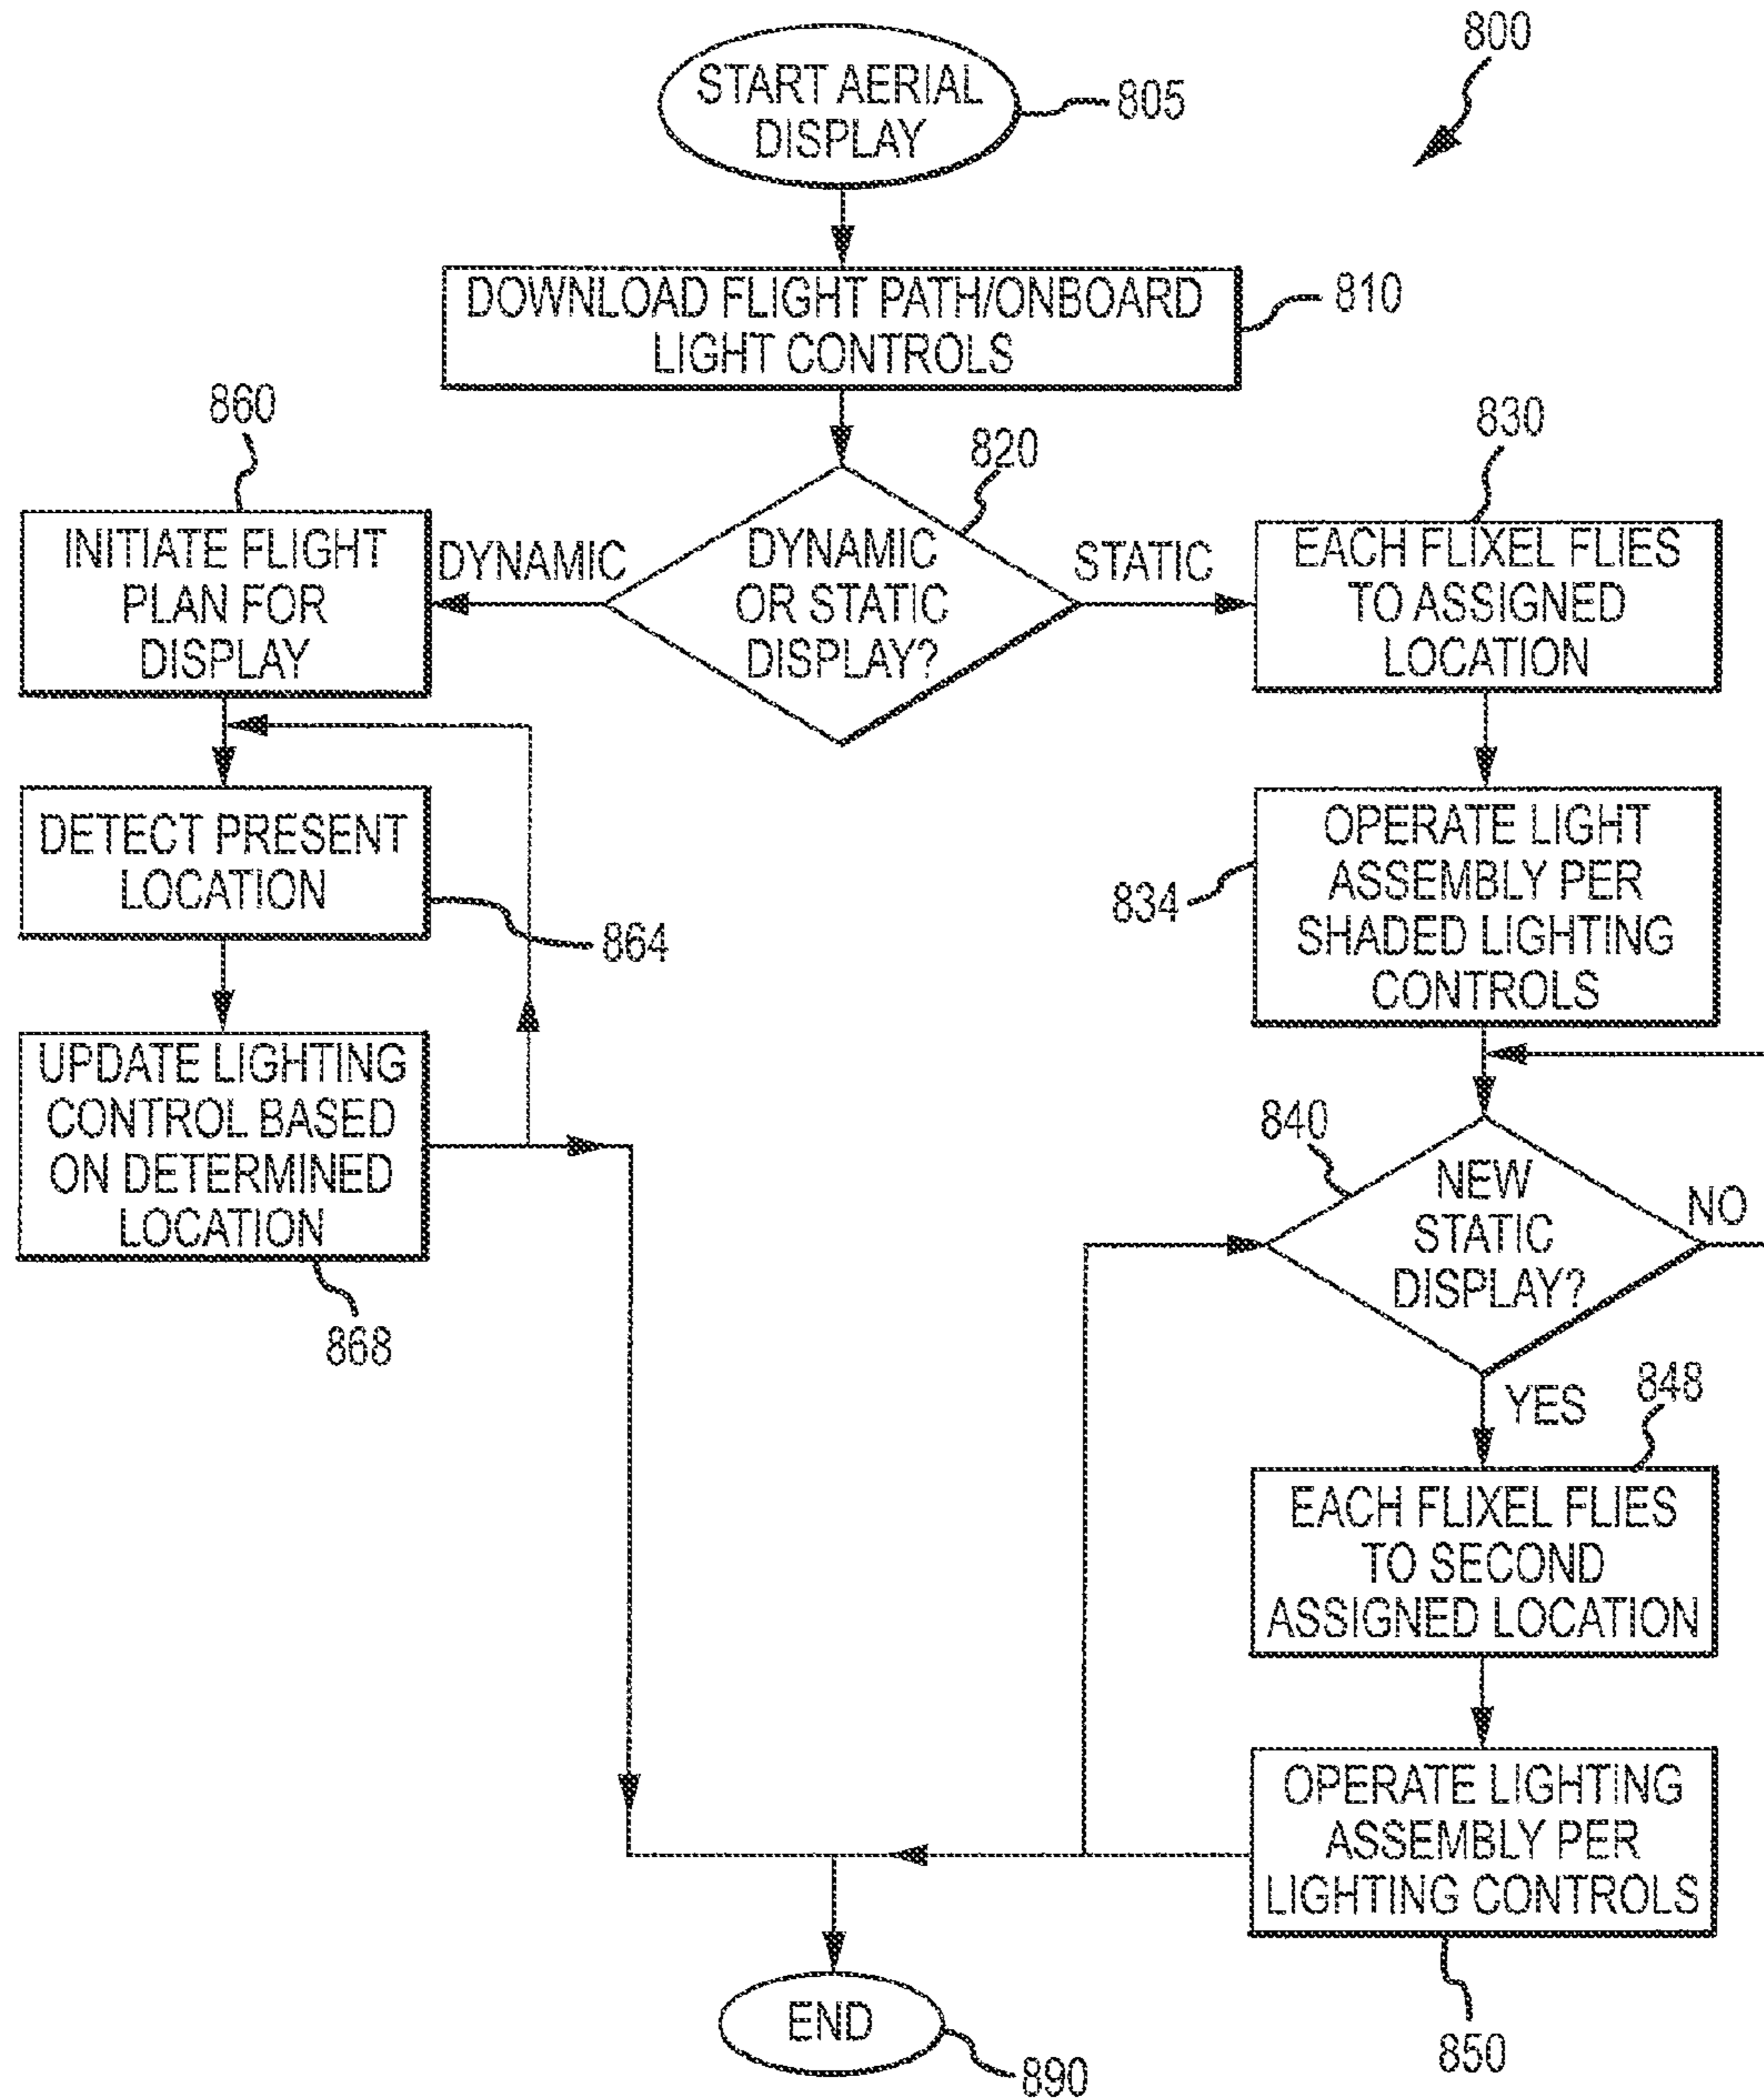 800
START AERIAL
DISPLAY
805
DOWNLOAD FLIGHT PATH/ONBOARD
LIGHT CONTROLS
810
820
DYNAMIC
OR STATIC
DISPLAY?
DYNAMIC
STATIC
860
INITIATE FLIGHT
PLAN FOR
DISPLAY
DETECT PRESENT
LOCATION
864
UPDATE LIGHTING
CONTROL BASED
ON DETERMINED
LOCATION
868
830
EACH FLIXEL FLIES
TO ASSIGNED
LOCATION
OPERATE LIGHT
ASSEMBLY PER
SHADED LIGHTING
CONTROLS
834
840
NEW
STATIC
DISPLAY?
NO
YES
848
EACH FLIXEL FLIES
TO SECOND
ASSIGNED LOCATION
OPERATE LIGHTING
ASSEMBLY PER
LIGHTING CONTROLS
850
END
890